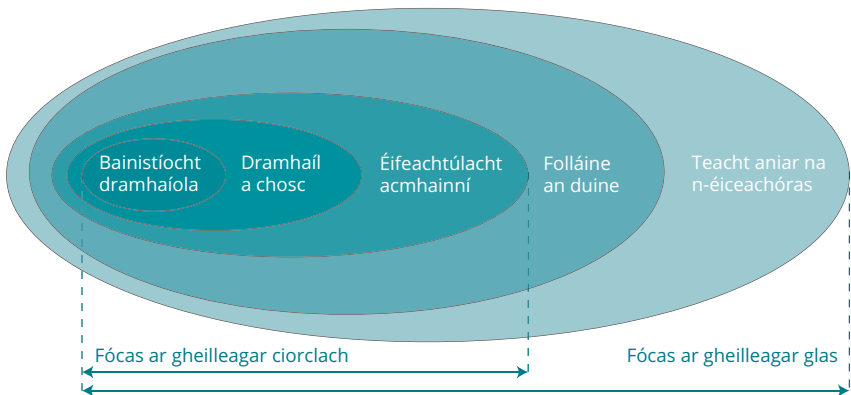 Bainistíocht
dramhaíola
Dramhaíl
a chosc
Éifeachtúlacht
acmhainní
Folláine
an duine
Teacht aniar na
n-éiceachóras
Fócas ar gheilleagar ciorclach
Fócas ar gheilleagar glas